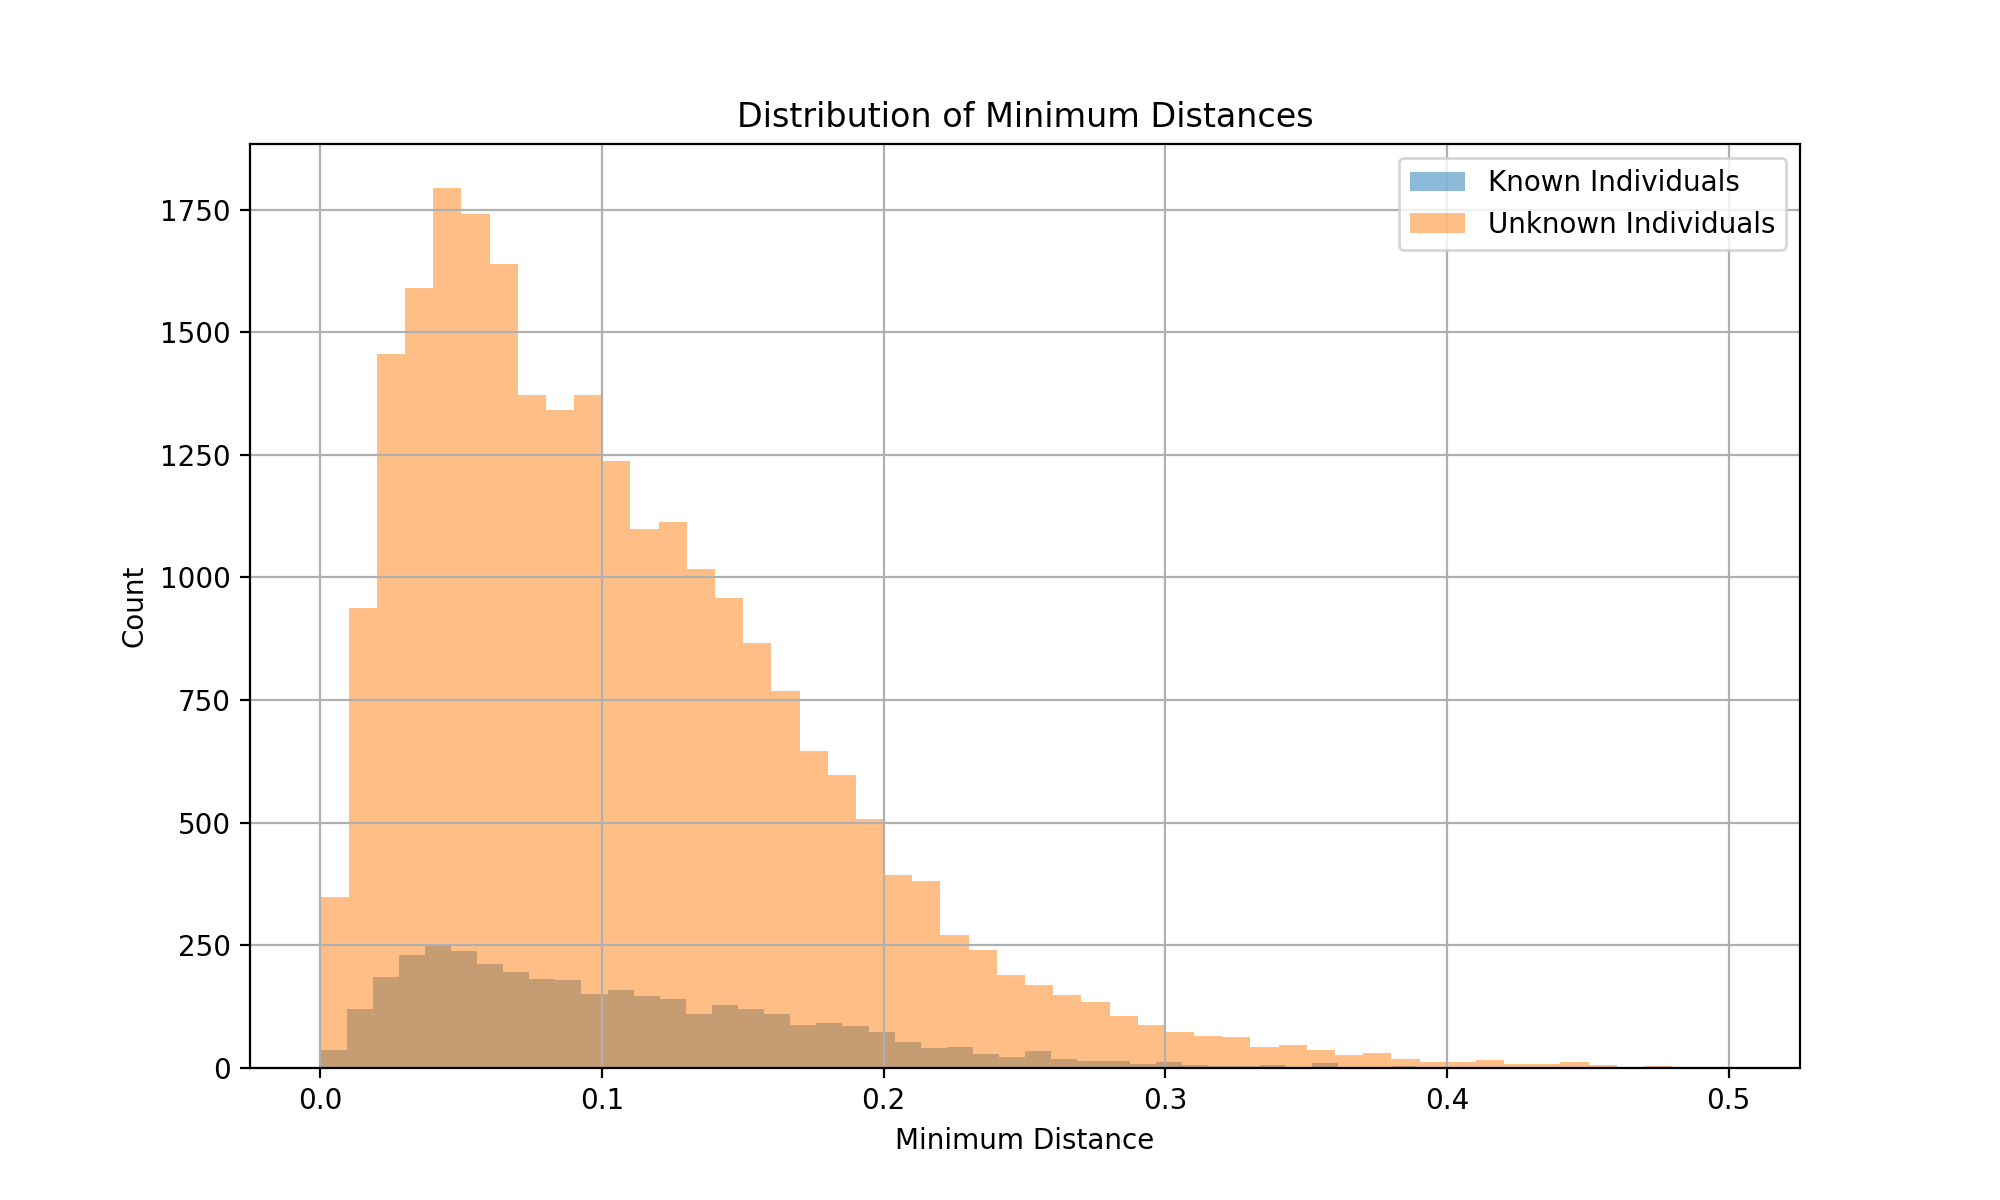 Distribution of Minimum Distances
Known Individuals
Unknown Individuals
1750
1500
1250
1000
750
500
250
0
Count
0.0 0.1 0.2 0.3 0.4 0.5
Minimum Distance